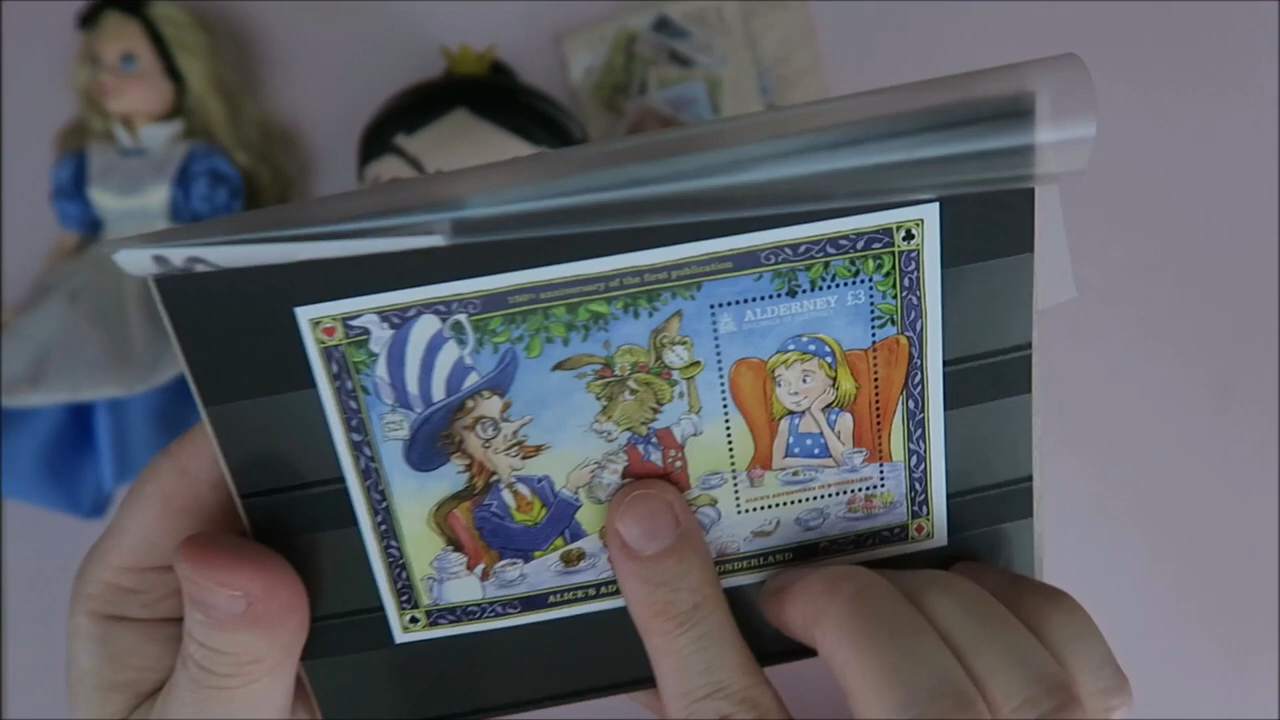 150th anniversary of the first publication
ALDERNEY £3
BAILIWICK OF GUERNSEY
ALICE'S ADVENTURES IN WONDERLAND
ALICE'S AD ONDERLAND